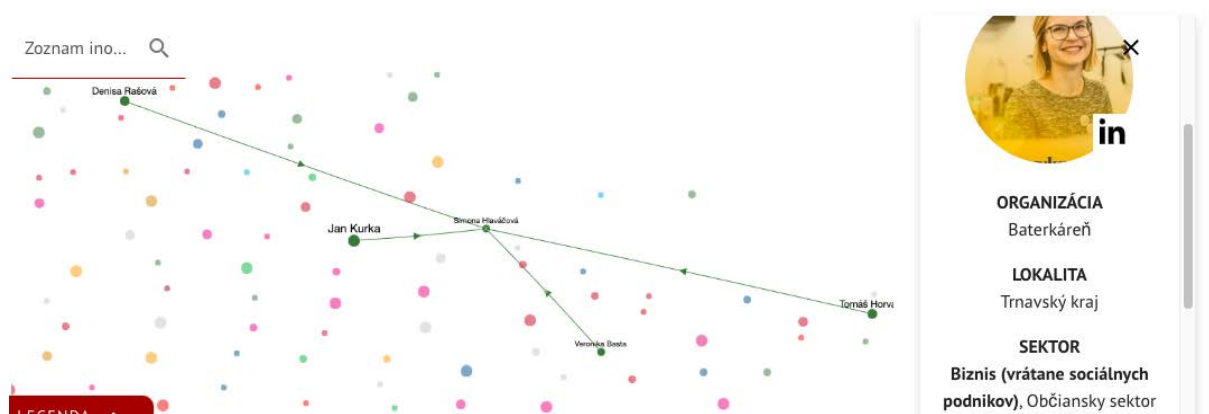 Zoznam ino...
Denisa Rašová
Jan Kurka
Simona Hlaváčová
Tomáš Horva
Veronika Basta
LEGENDA
in
ORGANIZÁCIA
Baterkáreň
LOKALITA
Trnavský kraj
SEKTOR
Biznis (vrátane sociálnych
podnikov), Občiansky sektor